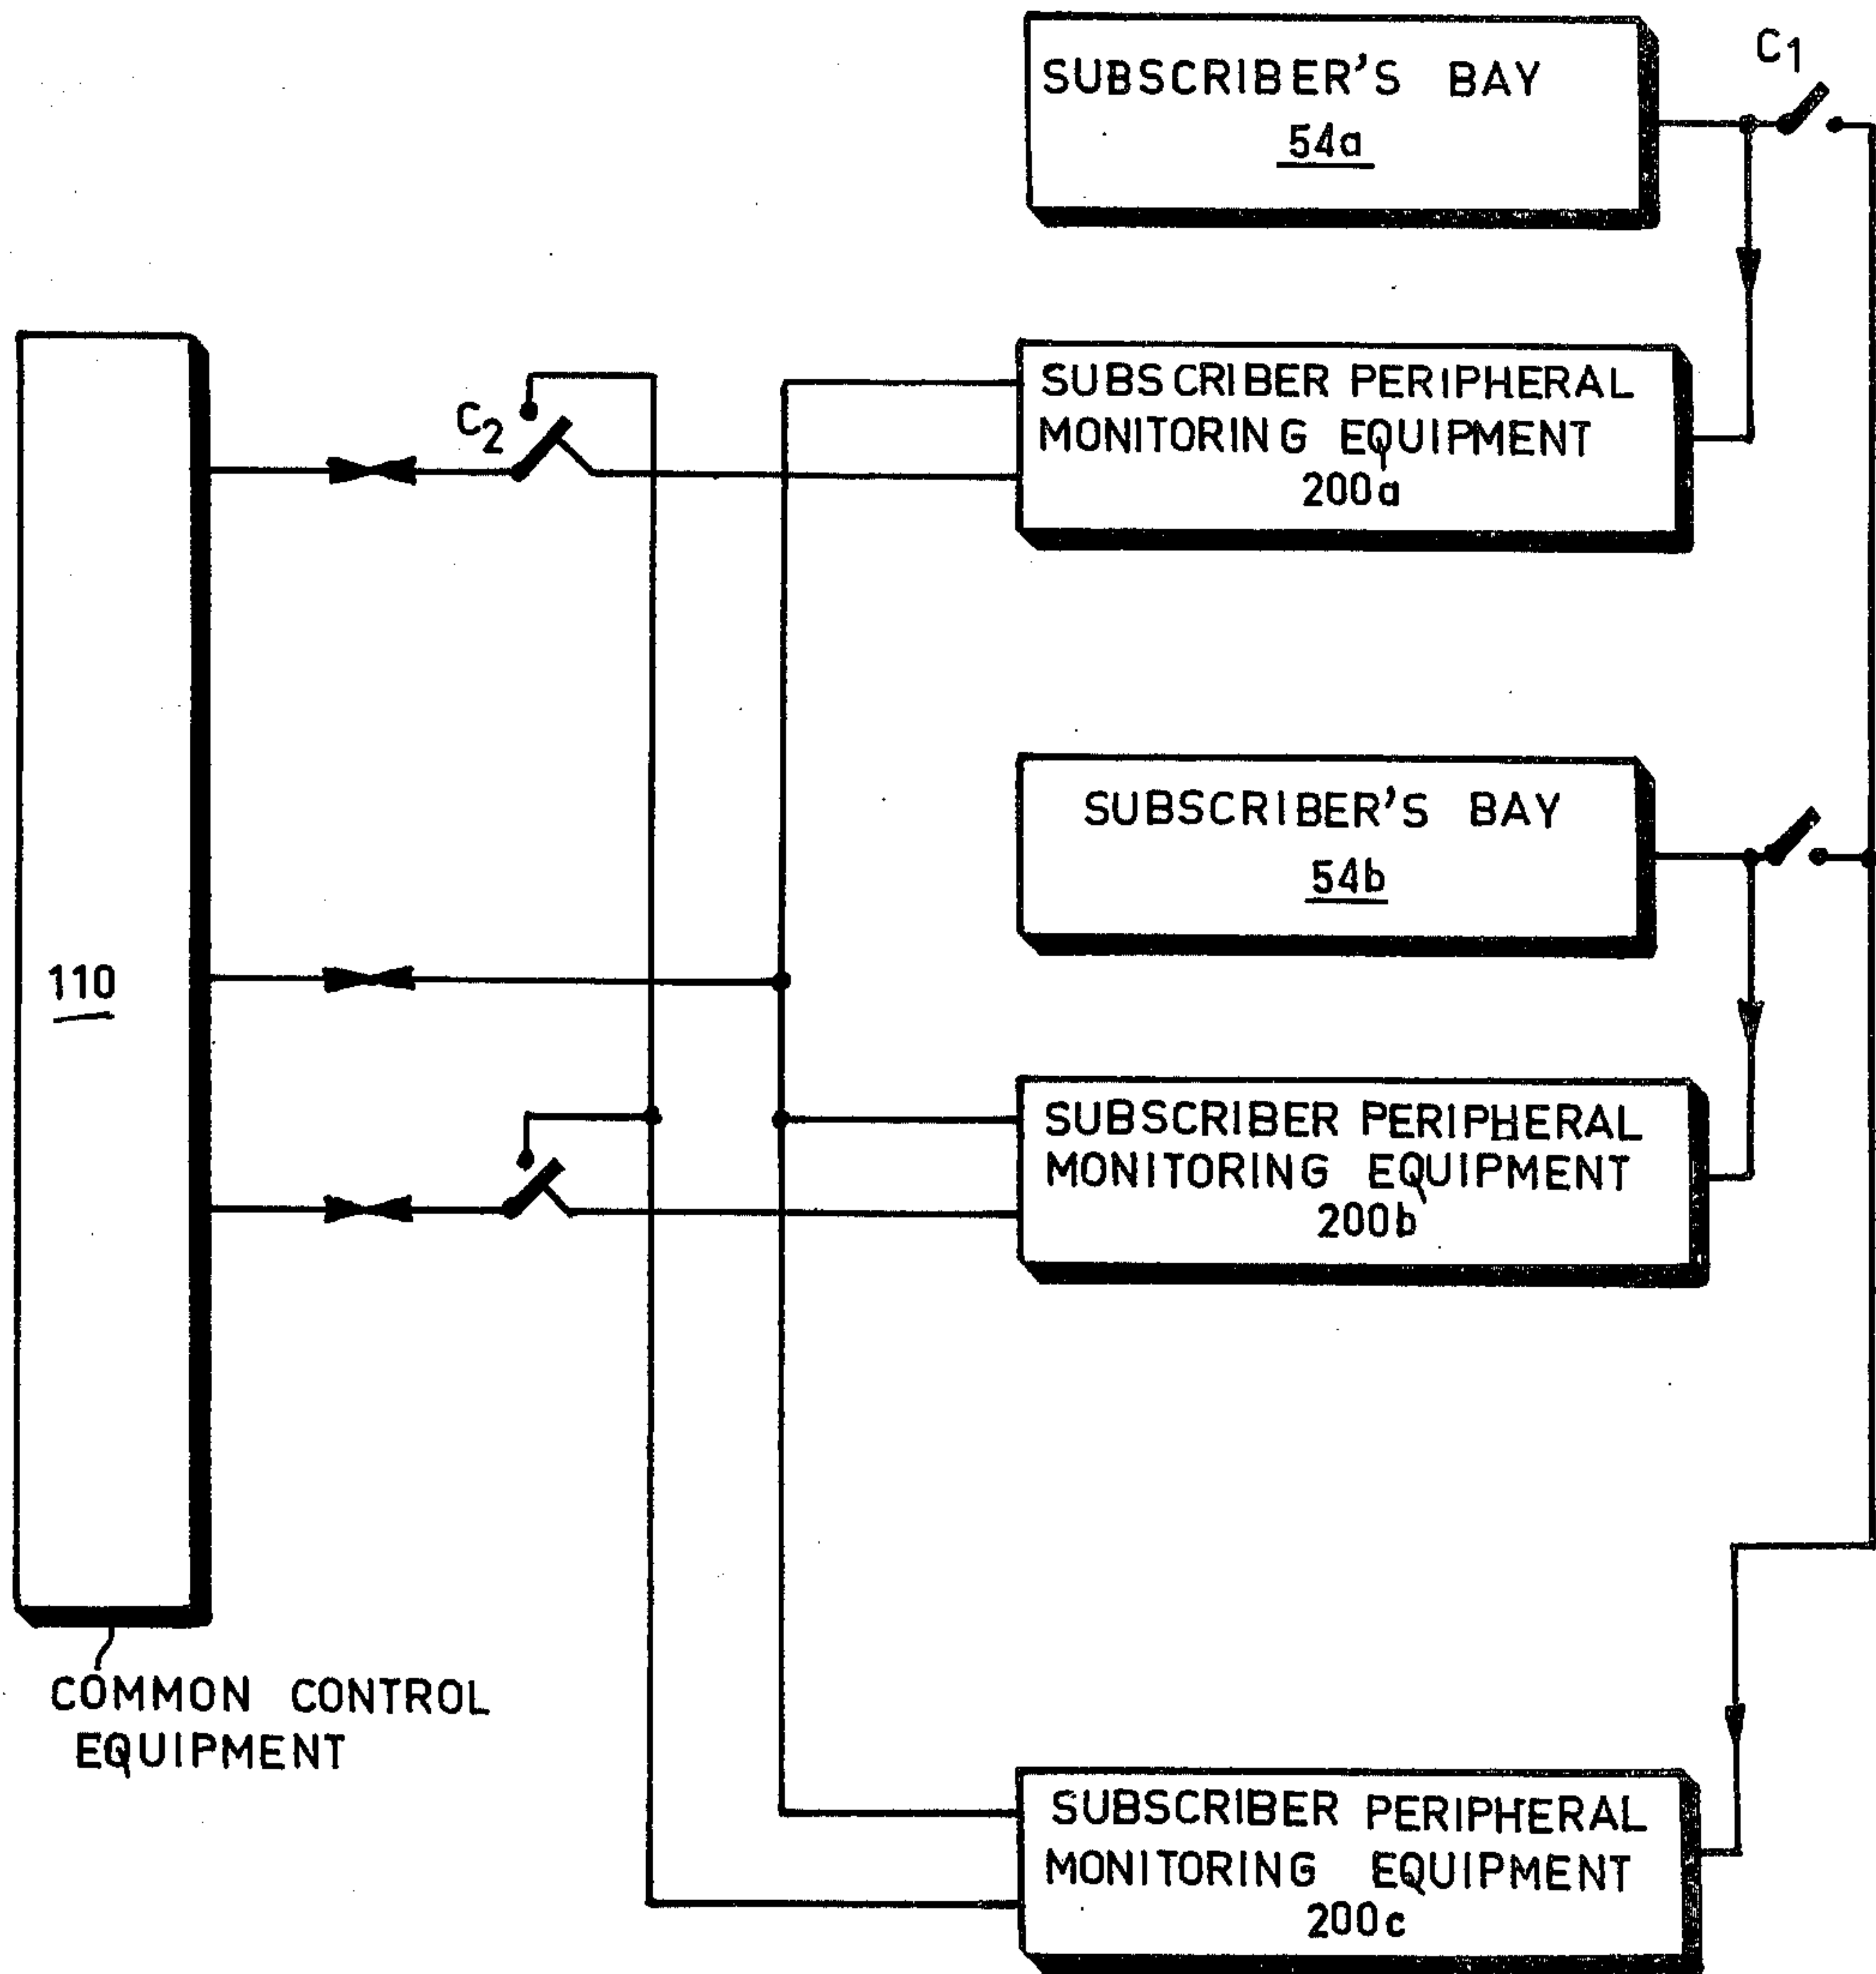 SUBSCRIBER'S BAY
54a
C1
SUBSCRIBER PERIPHERAL
MONITORING EQUIPMENT
200a
C2
SUBSCRIBER'S BAY
54b
110
SUBSCRIBER PERIPHERAL
MONITORING EQUIPMENT
200b
COMMON CONTROL
EQUIPMENT
SUBSCRIBER PERIPHERAL
MONITORING EQUIPMENT
200c